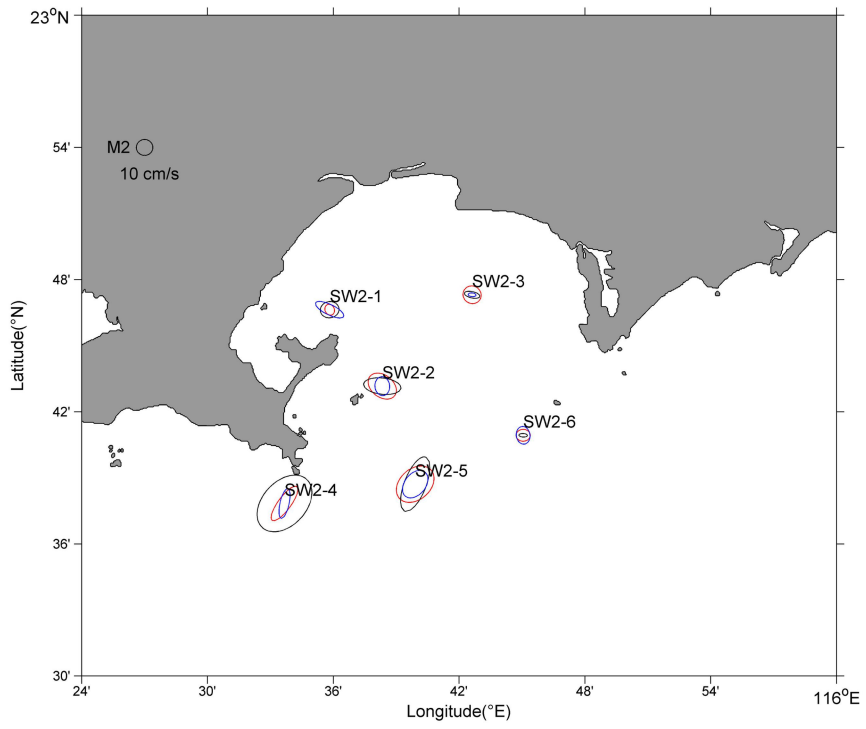 23°N
54'
M2
10 cm/s
48'
SW2-3
SW2-1
SW2-2
42'
SW2-6
SW2-5
SW2-4
36'
30'
24' 30' 36' 42' 48' 54' 116°E
Longitude(°E)
Latitude(°N)